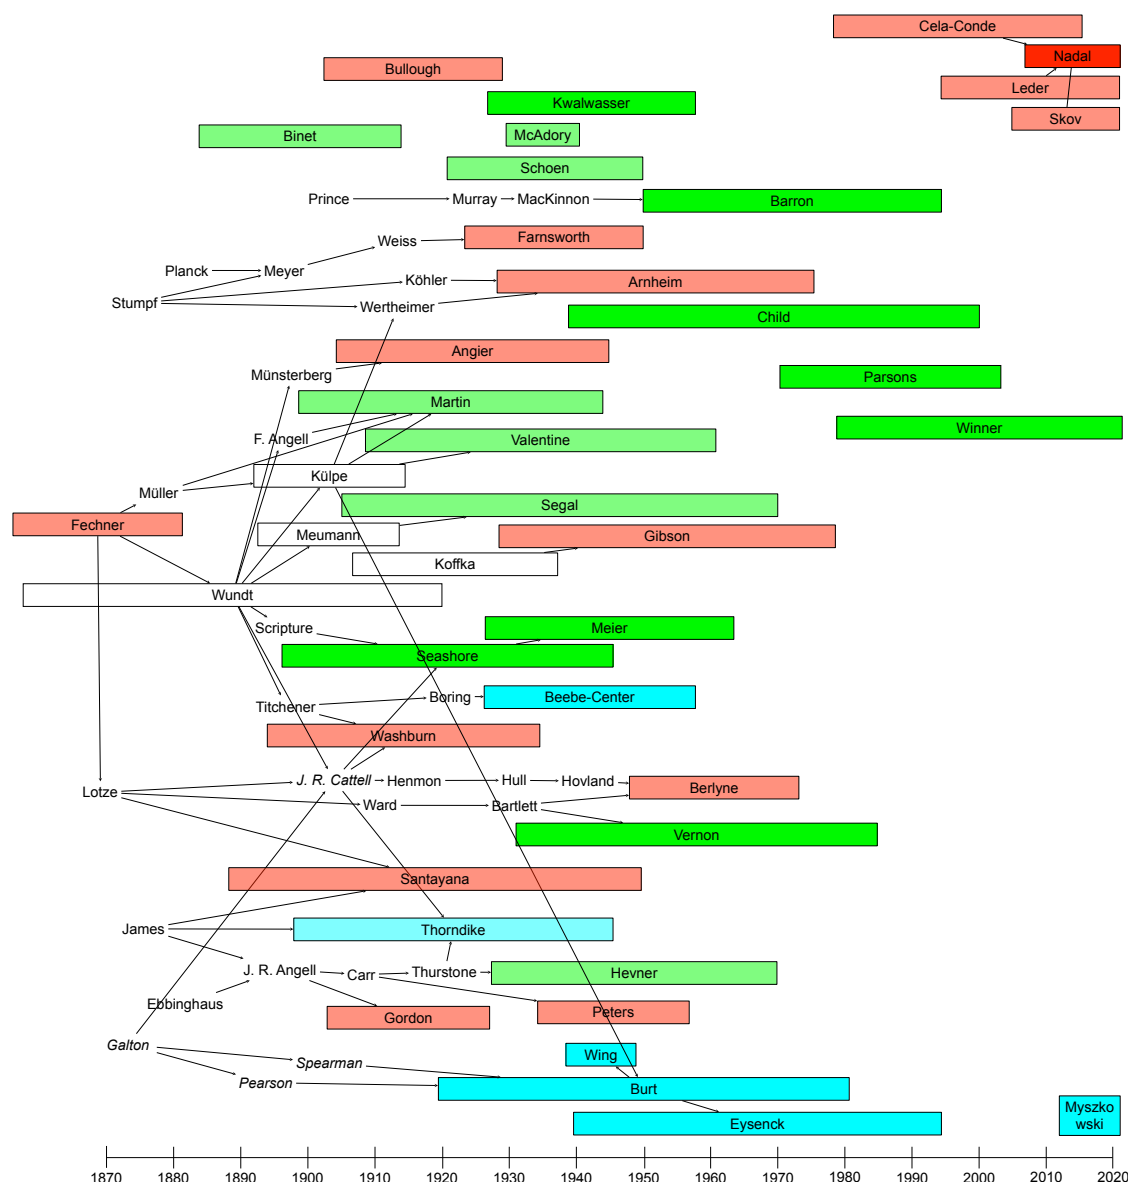 Cela-Conde
Nadal
Bullough
Leder
Kwalwasser
Skov
Binet
McAdory
Schoen
Prince
Murray
MacKinnon
Barron
Weiss
Farnsworth
Planck
Meyer
Köhler
Arnheim
Stumpf
Wertheimer
Child
Angier
Münsterberg
Parsons
Martin
Winner
F. Angell
Valentine
Külpe
Müller
Segal
Fechner
Meumann
Gibson
Koffka
Wundt
Scripture
Meier
Seashore
Boring
Beebe-Center
Titchener
Washburn
J. R. Cattell
Henmon
Hull
Hovland
Berlyne
Lotze
Ward
Bartlett
Vernon
Santayana
James
Thorndike
J. R. Angell
Carr
Thurstone
Hevner
Ebbinghaus
Gordon
Peters
Galton
Wing
Spearman
Pearson
Burt
Myszko
wski
Eysenck
1870 1880 1890 1900 1910 1920 1930 1940 1950 1960 1970 1980 1990 2000 2010 2020